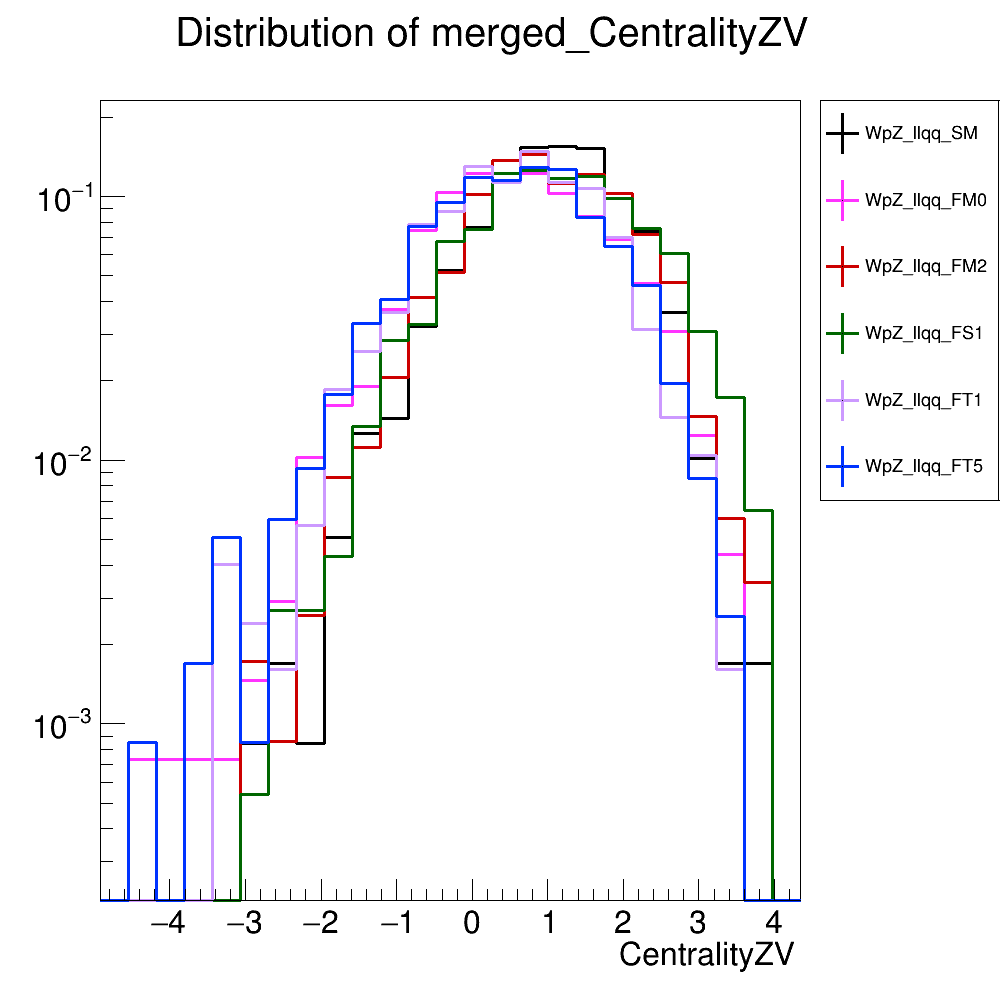 Distribution of merged_CentralityZV
WpZ_llqq_SM
WpZ_llqq_FM0
WpZ_llqq_FM2
WpZ_llqq_FS1
WpZ_llqq_FT1
WpZ_llqq_FT5
10⁻¹
10⁻²
10⁻³
−4 −3 −2 −1 0 1 2 3 4
CentralityZV